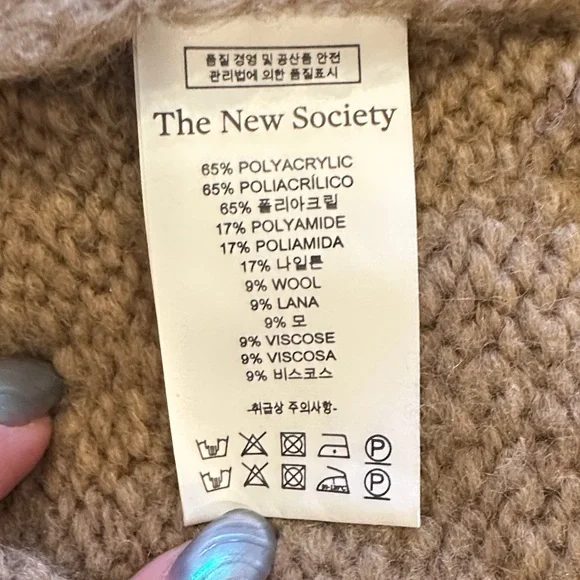 품질 경영 및 공산품 안전
관리법에 의한 품질표시
The New Society
65% POLYACRYLIC
65% POLIACRÍLICO
65% 폴리아크릴
17% POLYAMIDE
17% POLIAMIDA
17% 나일론
9% WOOL
9% LANA
9% 모
9% VISCOSE
9% VISCOSA
9% 비스코스
-취급상 주의사항-
P
P